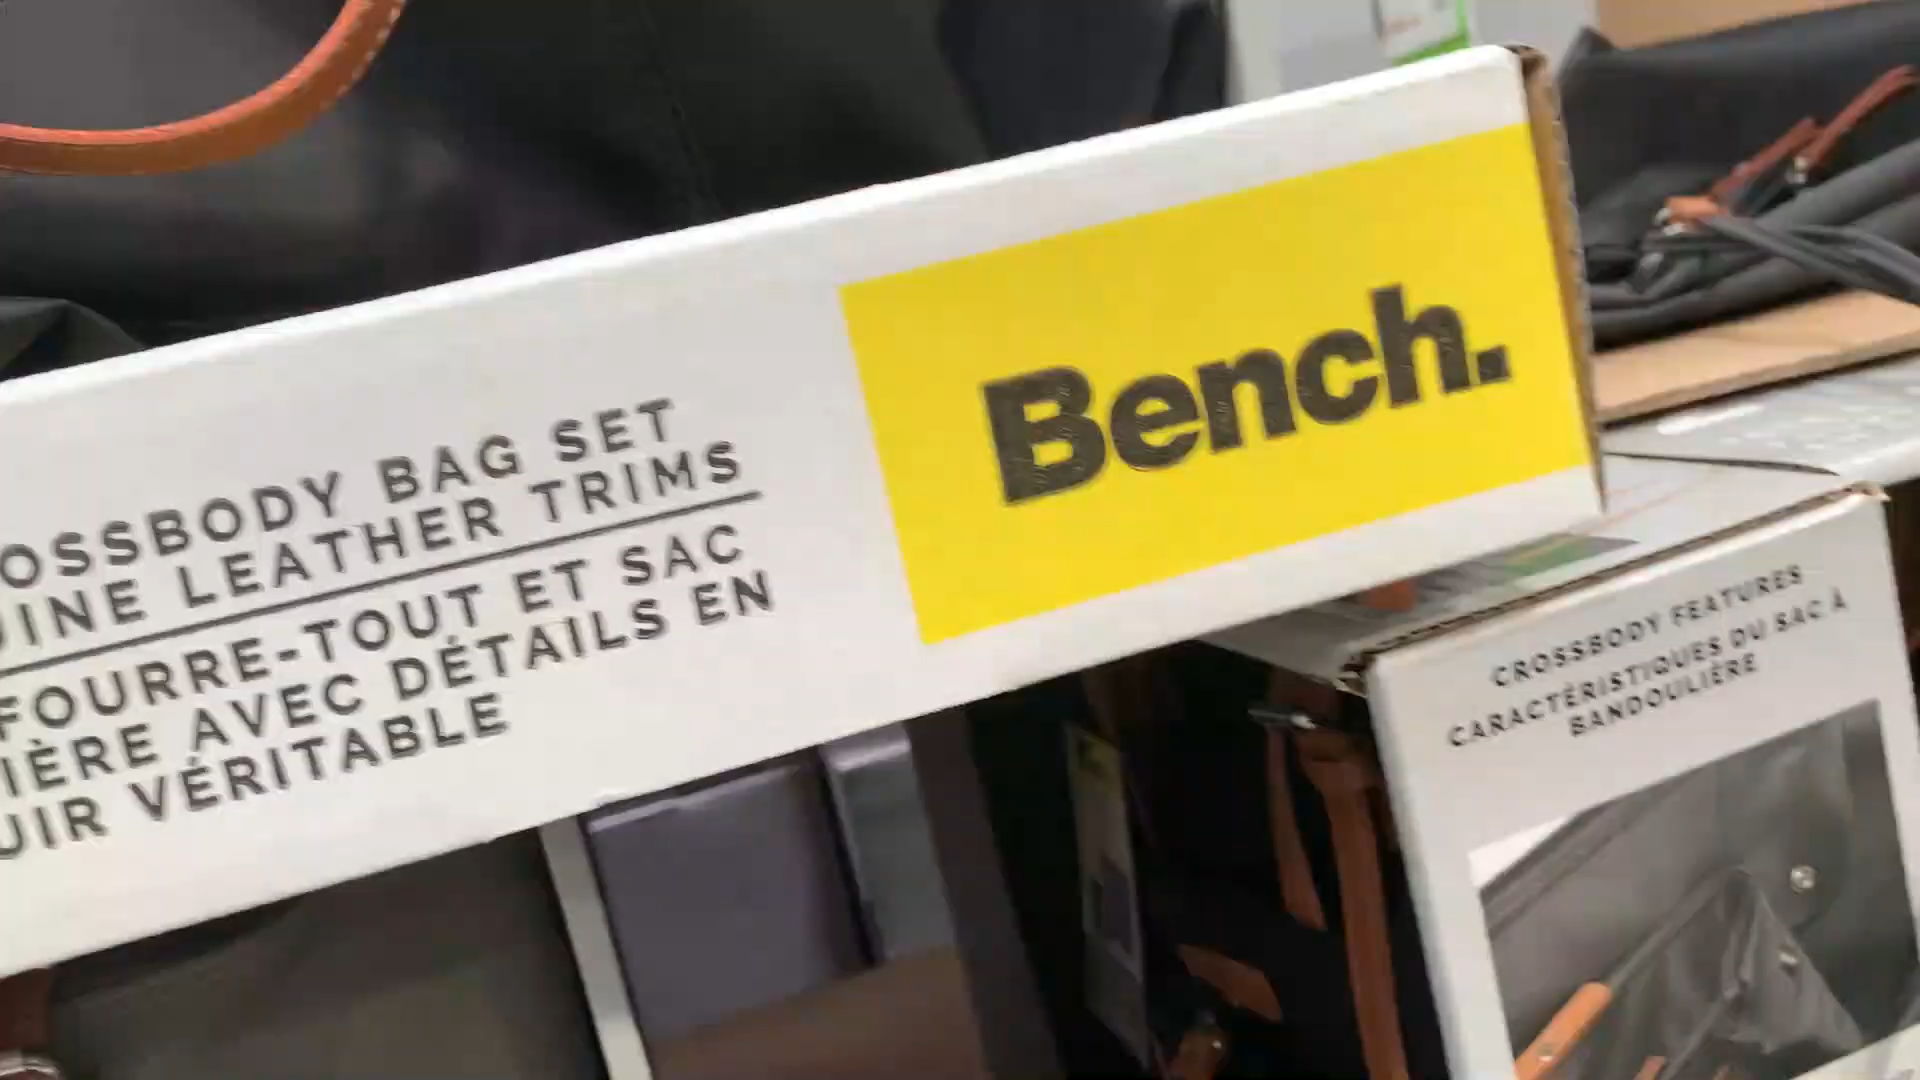 OSSBODY BAG SET
UINE LEATHER TRIMS
FOURRE-TOUT ET SAC
IÈRE AVEC DÉTAILS EN
UIR VÉRITABLE
Bench.
CROSSBODY FEATURES
CARACTÉRISTIQUES DU SAC À
BANDOULIÈRE